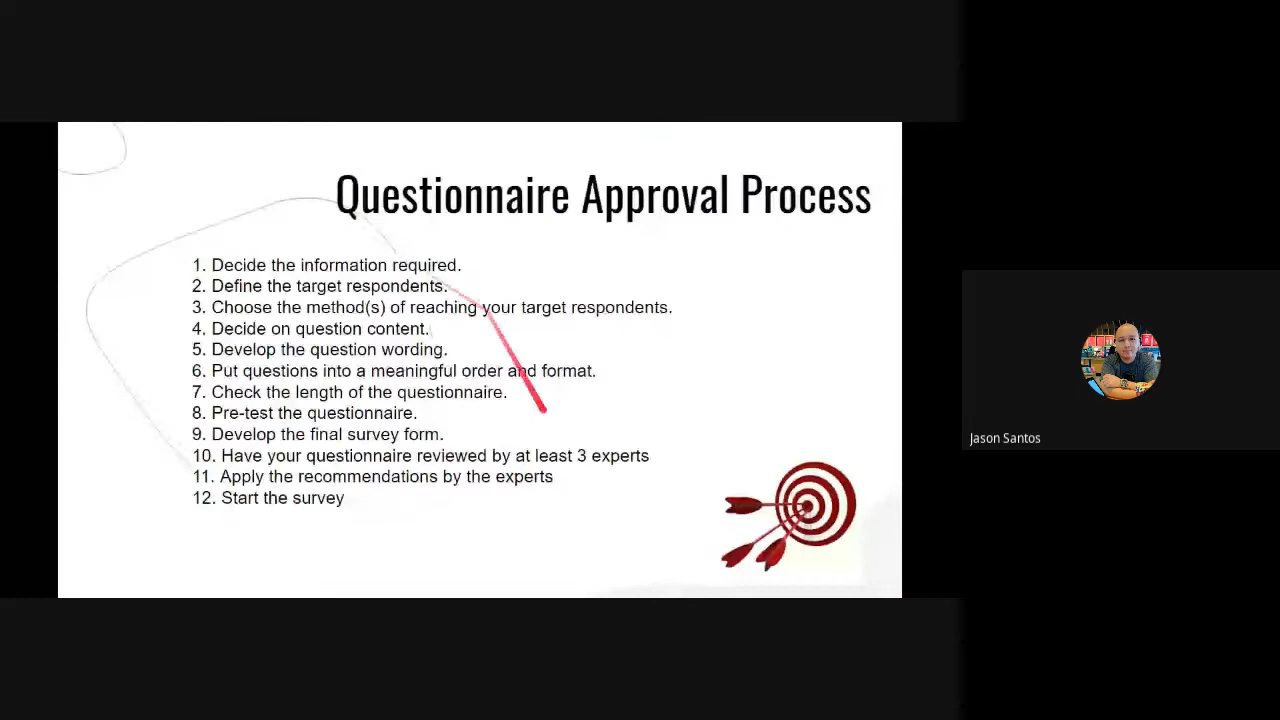 Questionnaire Approval Process
1. Decide the information required.
2. Define the target respondents.
3. Choose the method(s) of reaching your target respondents.
4. Decide on question content.
5. Develop the question wording.
6. Put questions into a meaningful order and format.
7. Check the length of the questionnaire.
8. Pre-test the questionnaire.
9. Develop the final survey form.
10. Have your questionnaire reviewed by at least 3 experts
11. Apply the recommendations by the experts
12. Start the survey
Jason Santos